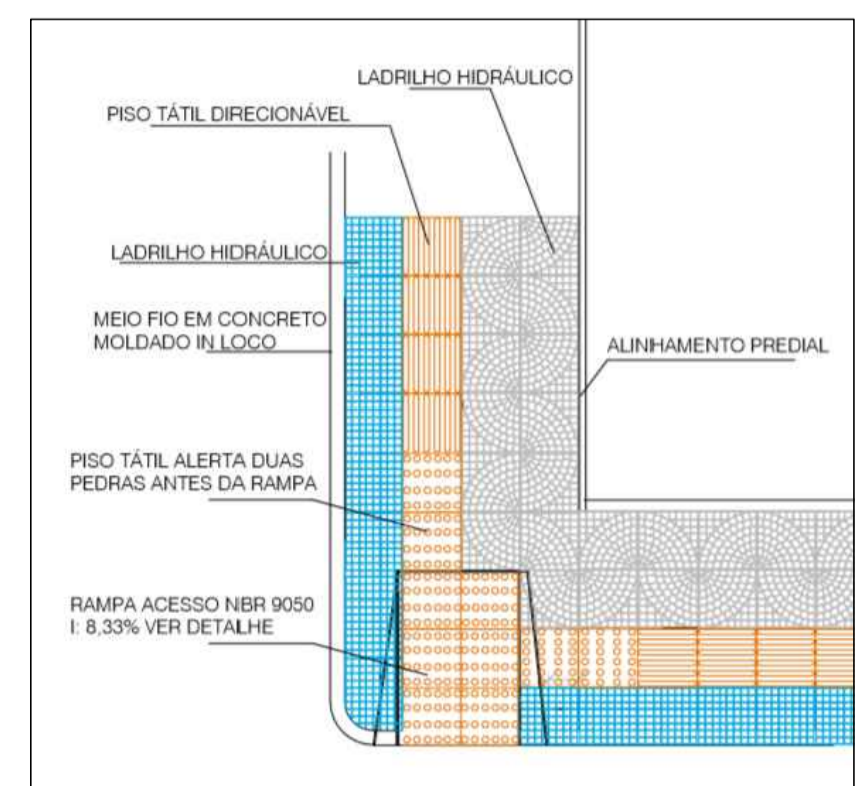 LADRILHO HIDRÁULICO
PISO TÁTIL DIRECIONÁVEL
LADRILHO HIDRÁULICO
MEIO FIO EM CONCRETO
MOLDADO IN LOCO
ALINHAMENTO PREDIAL
PISO TÁTIL ALERTA DUAS
PEDRAS ANTES DA RAMPA
RAMPA ACESSO NBR 9050
I: 8,33% VER DETALHE